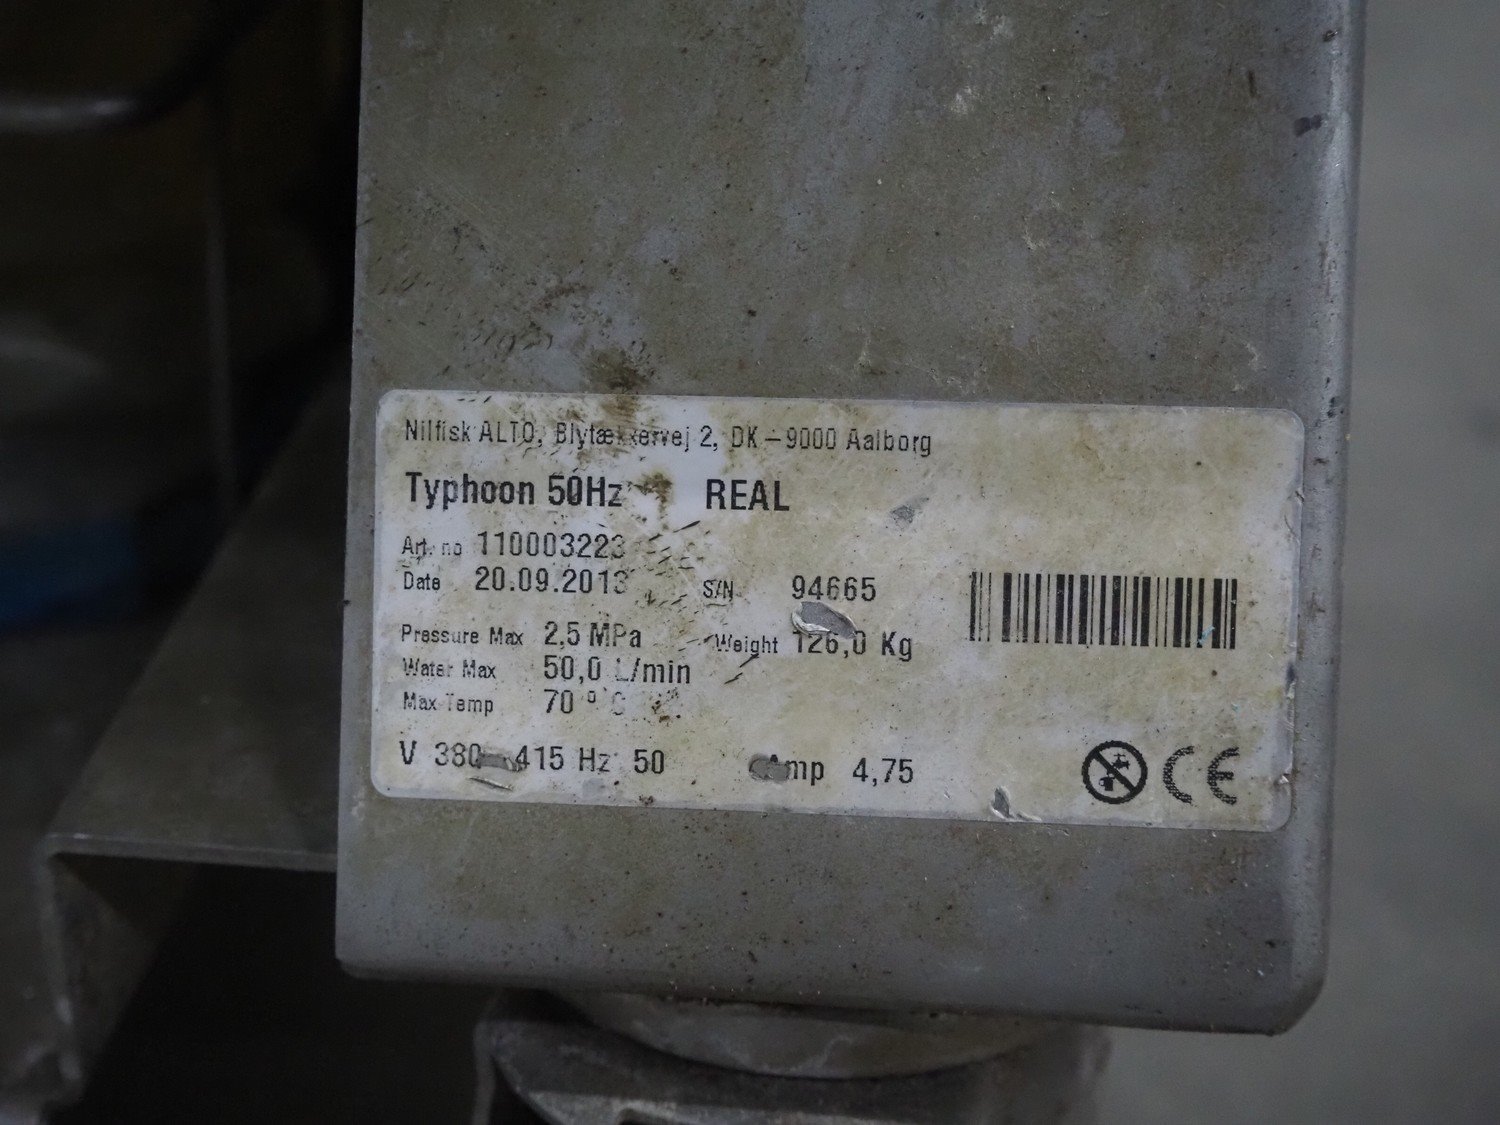 Nilfisk ALTO, Blytækkervej 2, DK-9000 Aalborg
Typhoon 50Hz REAL
Art. no 110003223
Date 20.09.2013 S/N 94665
Pressure Max 2,5 MPa Weight 126,0 Kg
Water Max 50,0 L/min
Max Temp 70 °C
V 380 - 415 Hz 50 Amp 4,75
CE